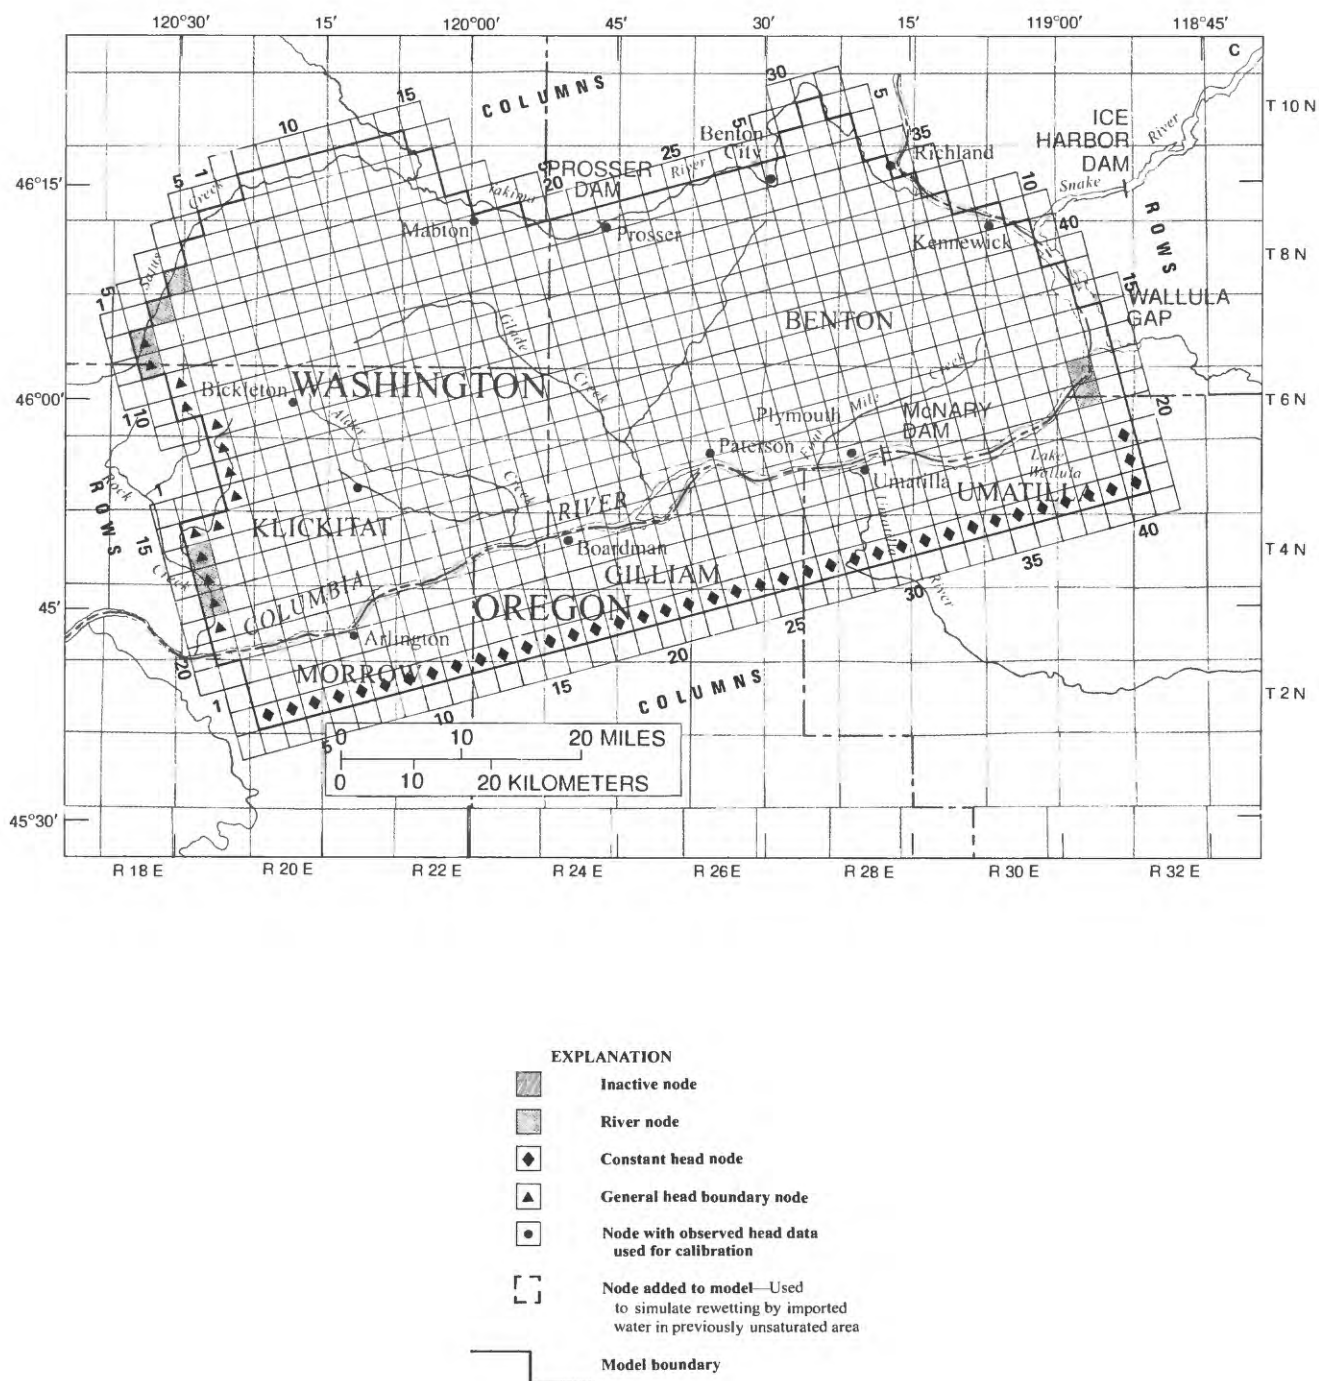 120°30' 15' 120°00' 45' 30' 15' 119°00' 118°45'
C
COLUMNS
30
15
10
5
1
5
5
35
Benton
City
25
River
Richland
ICE
HARBOR
DAM
River
Snake
T 10 N
46°15'
Creek
Yakima
5
20
PROSSER
DAM
10
40
Mabton
Prosser
Kennewick
ROWS
T 8 N
Satus
5
1
15
WALLULA
GAP
BENTON
Glade
Creek
Creek
46°00'
Bickleton
WASHINGTON
10
1
Alder
Plymouth
Mile
Four
McNARY
DAM
20
T 6 N
Paterson
Lake
Wallula
Rock
ROWS
1
15
Creek
Creek
RIVER
Umatilla
UMATILLA
KLICKITAT
Umatilla
40
Boardman
GILLIAM
35
T 4 N
45'
COLUMBIA
OREGON
30
River
Arlington
25
20
MORROW
20
15
COLUMNS
T 2 N
1
10
5
0 10 20 MILES
0 10 20 KILOMETERS
45°30'
R 18 E R 20 E R 22 E R 24 E R 26 E R 28 E R 30 E R 32 E
EXPLANATION
Inactive node
River node
Constant head node
General head boundary node
Node with observed head data
used for calibration
Node added to model—Used
to simulate rewetting by imported
water in previously unsaturated area
Model boundary